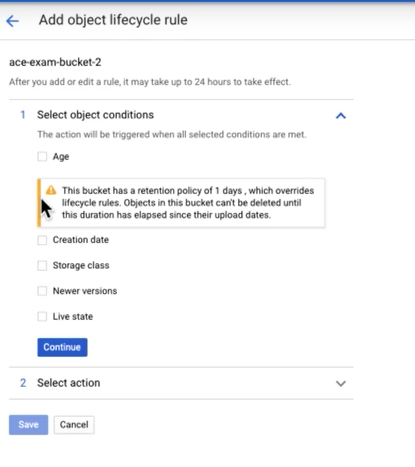 Add object lifecycle rule
ace-exam-bucket-2
After you add or edit a rule, it may take up to 24 hours to take effect.
1 Select object conditions
The action will be triggered when all selected conditions are met.
Age
This bucket has a retention policy of 1 days , which overrides
lifecycle rules. Objects in this bucket can't be deleted until
this duration has elapsed since their upload dates.
Creation date
Storage class
Newer versions
Live state
Continue
2 Select action
Save Cancel